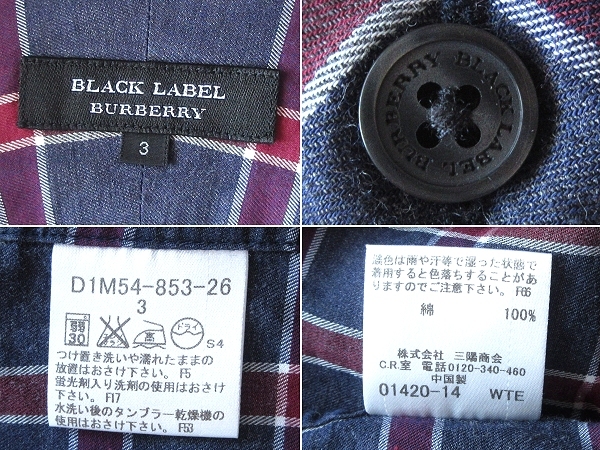 BLACK LABEL
BURBERRY
3
BURBERRY BLACK LABEL
D1M54-853-26
3
30
高
ドライ
S4
つけ置き洗いや濡れたままの
放置はおさけ下さい。F5
蛍光剤入り洗剤の使用はおさけ
下さい。F17
水洗い後のタンブラー乾燥機の
使用はおさけ下さい。F53
濃色は雨や汗等で湿った状態で
着用すると色落ちすることがあ
りますのでご注意下さい。F66
綿 100%
株式会社 三陽商会
C.R.室 電話0120-340-460
中国製
01420-14 WTE